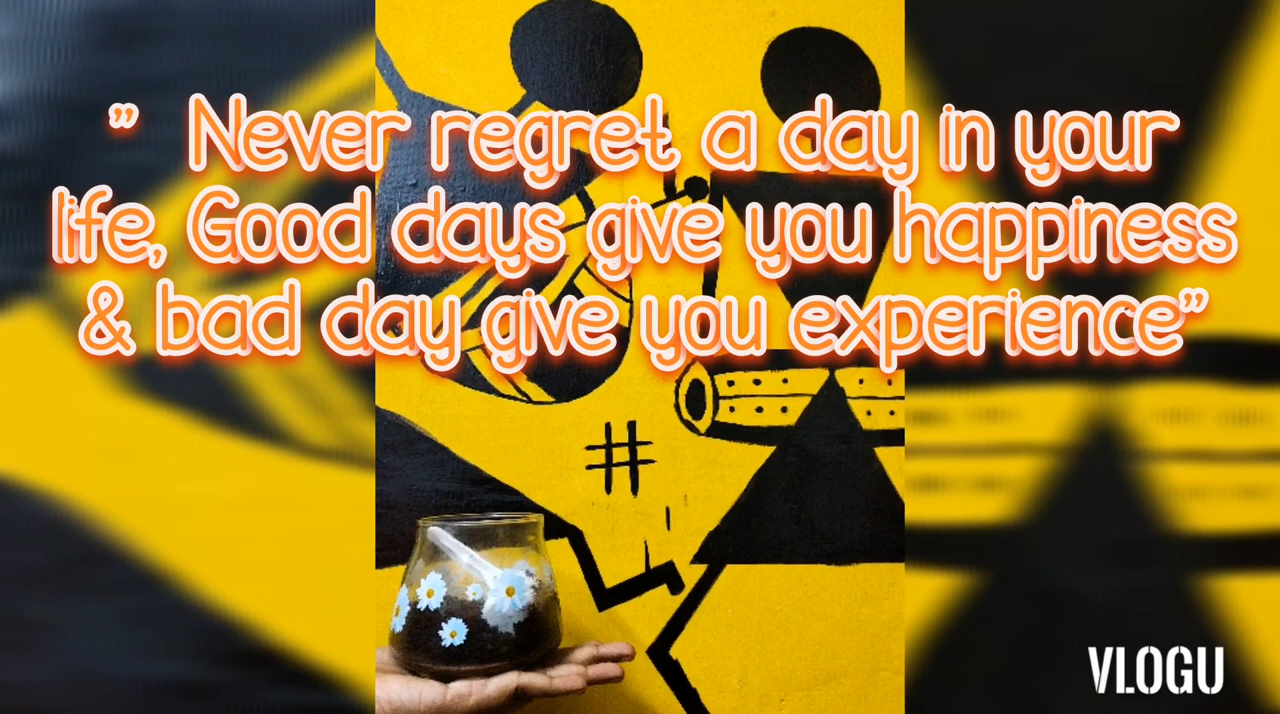 ” Never regret a day in your
life, Good days give you happiness
& bad day give you experience”
#
VLOGU